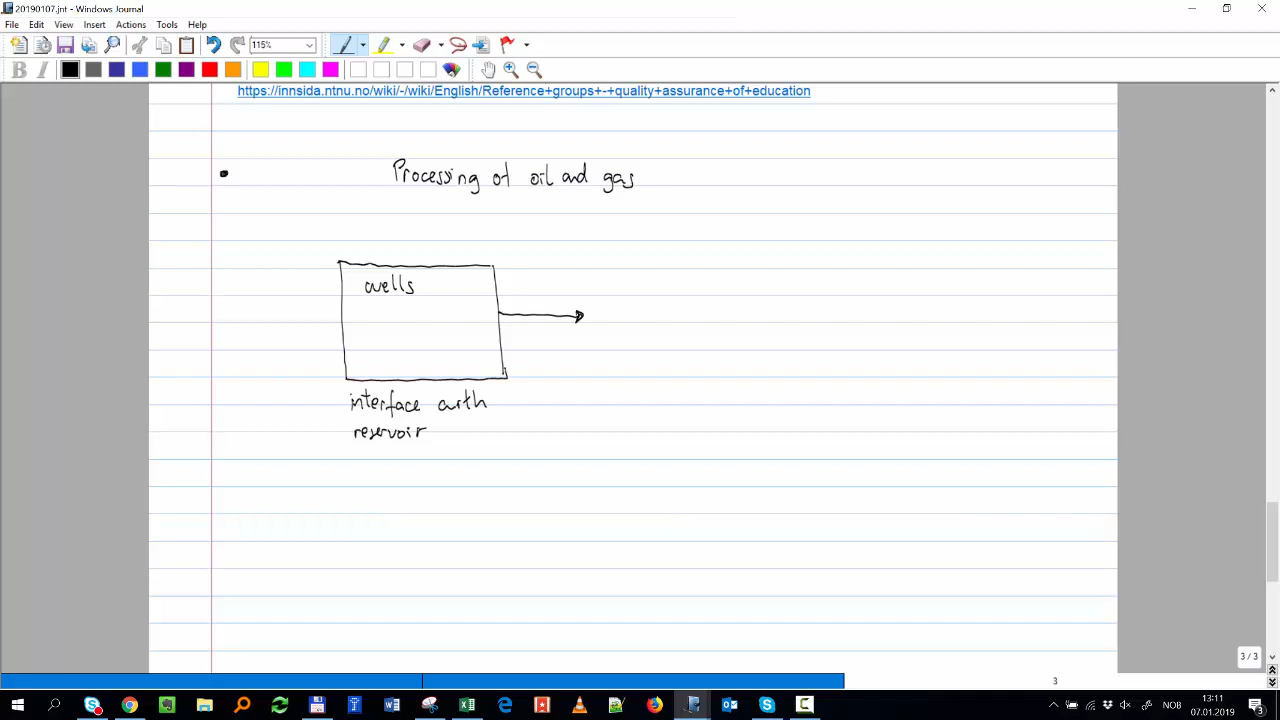 20190107.jnt - Windows Journal
File Edit View Insert Actions Tools Help
115%
B I
https://innsida.ntnu.no/wiki/-/wiki/English/Reference+groups+-+quality+assurance+of+education
Processing of oil and gas
wells
interface with
reservoir
3 / 3
3
13:11
NOB
07.01.2019
3